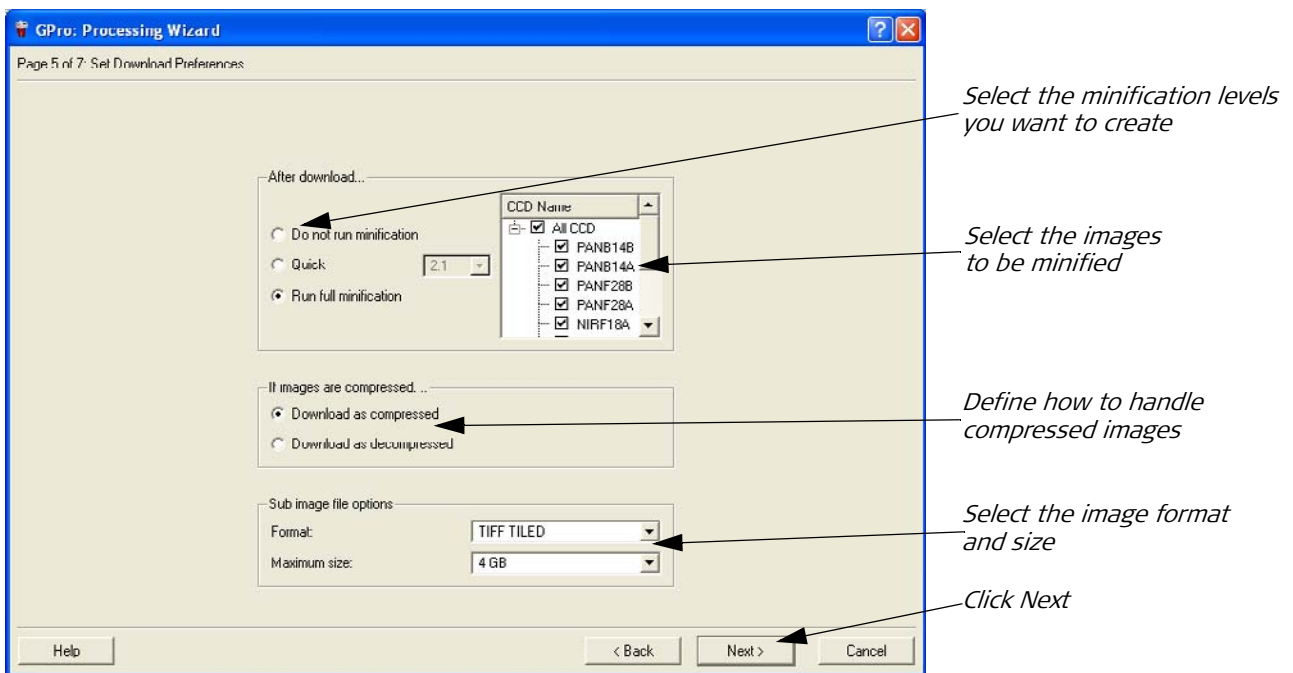 GPro: Processing Wizard
Page 5 of 7: Set Download Preferences
Select the minification levels
you want to create
After download...
CCD Name
All CCD
Do not run minification
PANB14B
Select the images
to be minified
Quick
2:1
PANB14A
PANF28B
Run full minification
PANF28A
NIRF18A
If images are compressed. ..
Download as compressed
Define how to handle
compressed images
Download as decompressed
Sub image file options
Format:
TIFF TILED
Select the image format
and size
Maximum size:
4 GB
Click Next
Help
< Back
Next >
Cancel